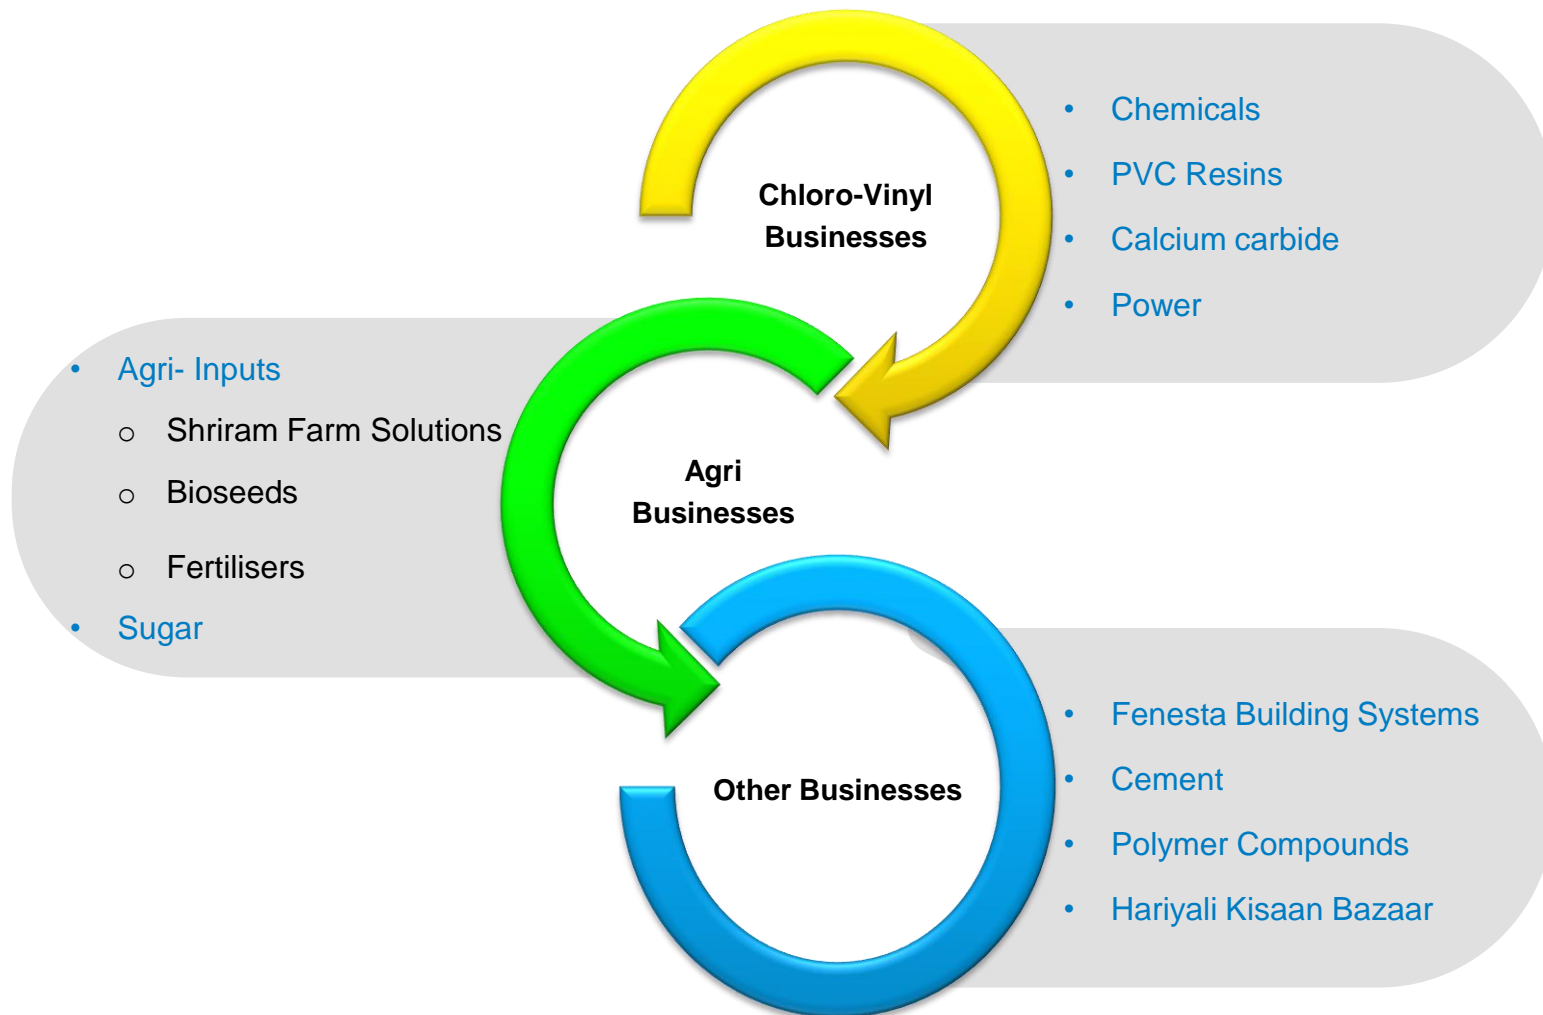 Chloro-Vinyl
Businesses
• Chemicals
• PVC Resins
• Calcium carbide
• Power
Agri
Businesses
• Agri- Inputs
o Shriram Farm Solutions
o Bioseeds
o Fertilisers
• Sugar
Other Businesses
• Fenesta Building Systems
• Cement
• Polymer Compounds
• Hariyali Kisaan Bazaar